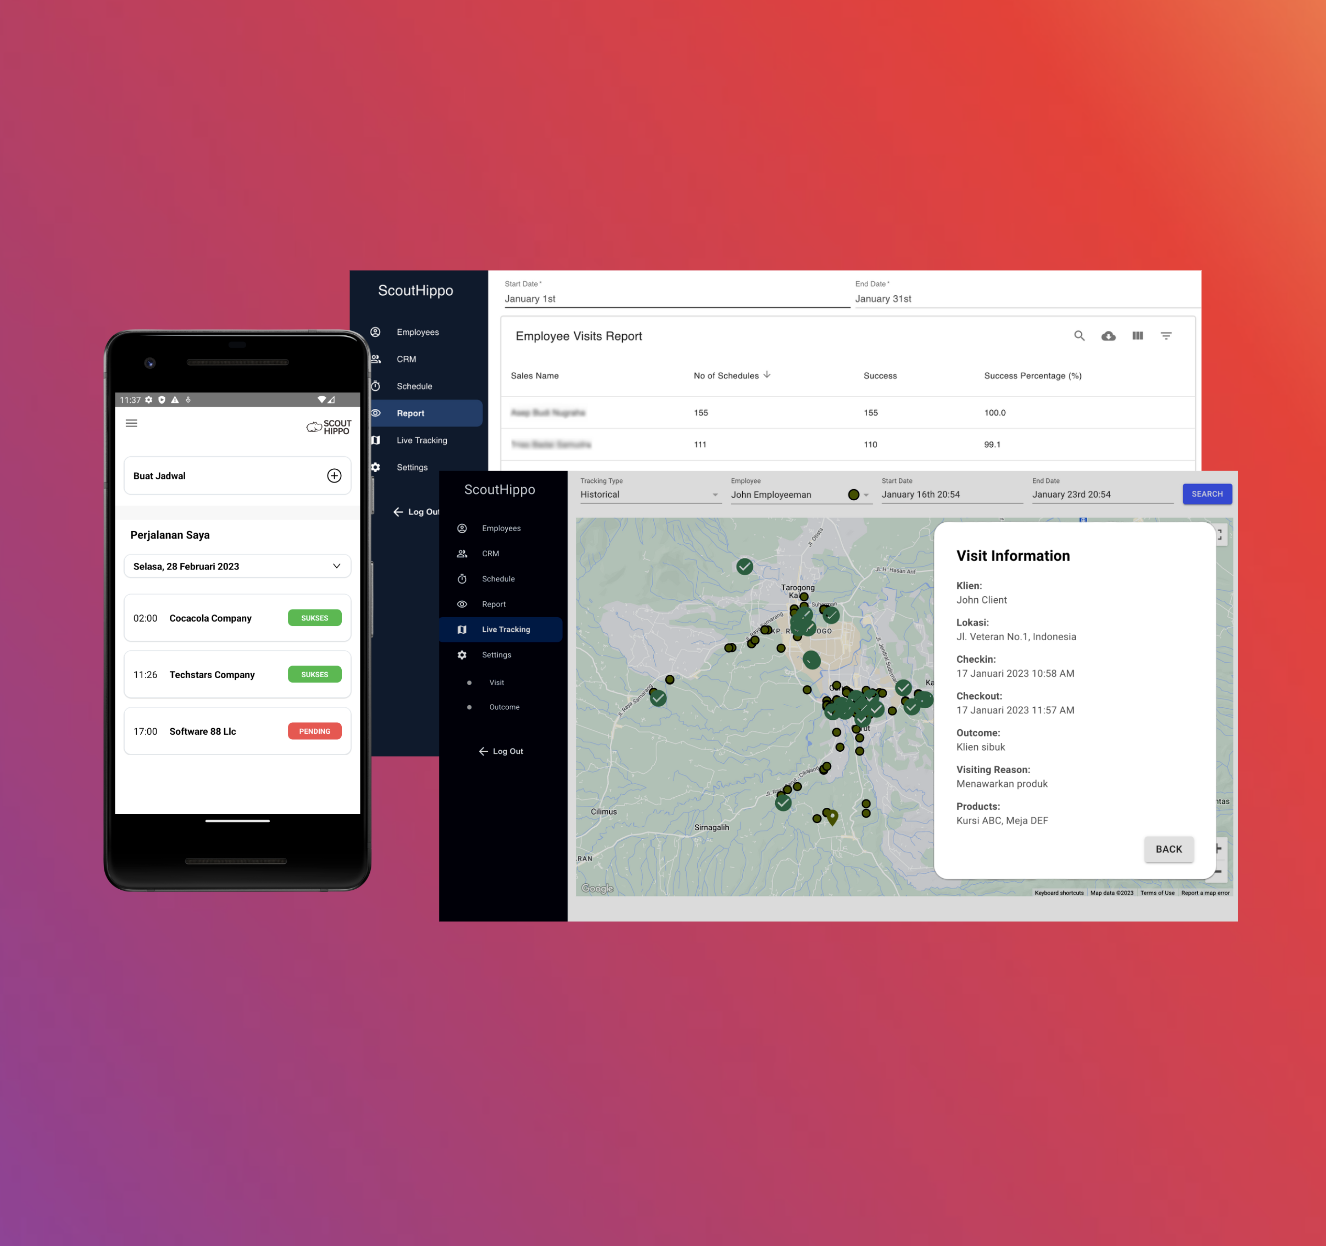 11:37
SCOUT
HIPPO
Buat Jadwal
Perjalanan Saya
Selasa, 28 Februari 2023
02:00 Cocacola Company SUKSES
11:26 Techstars Company SUKSES
17:00 Software 88 Llc PENDING
ScoutHippo
Employees
CRM
Schedule
Report
Live Tracking
Settings
Log Out
Start Date *
January 1st
End Date *
January 31st
Employee Visits Report
Sales Name No of Schedules Success Success Percentage (%)
155 155 100.0
111 110 99.1
ScoutHippo
Employees
CRM
Schedule
Report
Live Tracking
Settings
Visit
Outcome
Log Out
Tracking Type
Historical
Employee
John Employeeman
Start Date
January 16th 20:54
End Date
January 23rd 20:54
SEARCH
Tarogong
Cilimus
Sirnagalih
Google
Keyboard shortcuts Map data ©2023 Terms of Use Report a map error
Visit Information
Klien:
John Client
Lokasi:
Jl. Veteran No.1, Indonesia
Checkin:
17 Januari 2023 10:58 AM
Checkout:
17 Januari 2023 11:57 AM
Outcome:
Klien sibuk
Visiting Reason:
Menawarkan produk
Products:
Kursi ABC, Meja DEF
BACK